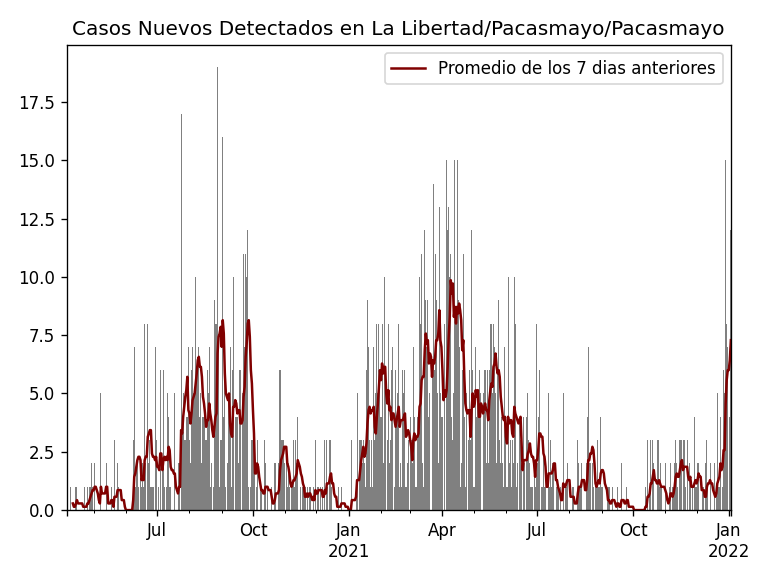 Casos Nuevos Detectados en La Libertad/Pacasmayo/Pacasmayo
Promedio de los 7 dias anteriores
17.5
15.0
12.5
10.0
7.5
5.0
2.5
0.0
Jul
Oct
Jan
2021
Apr
Jul
Oct
Jan
2022